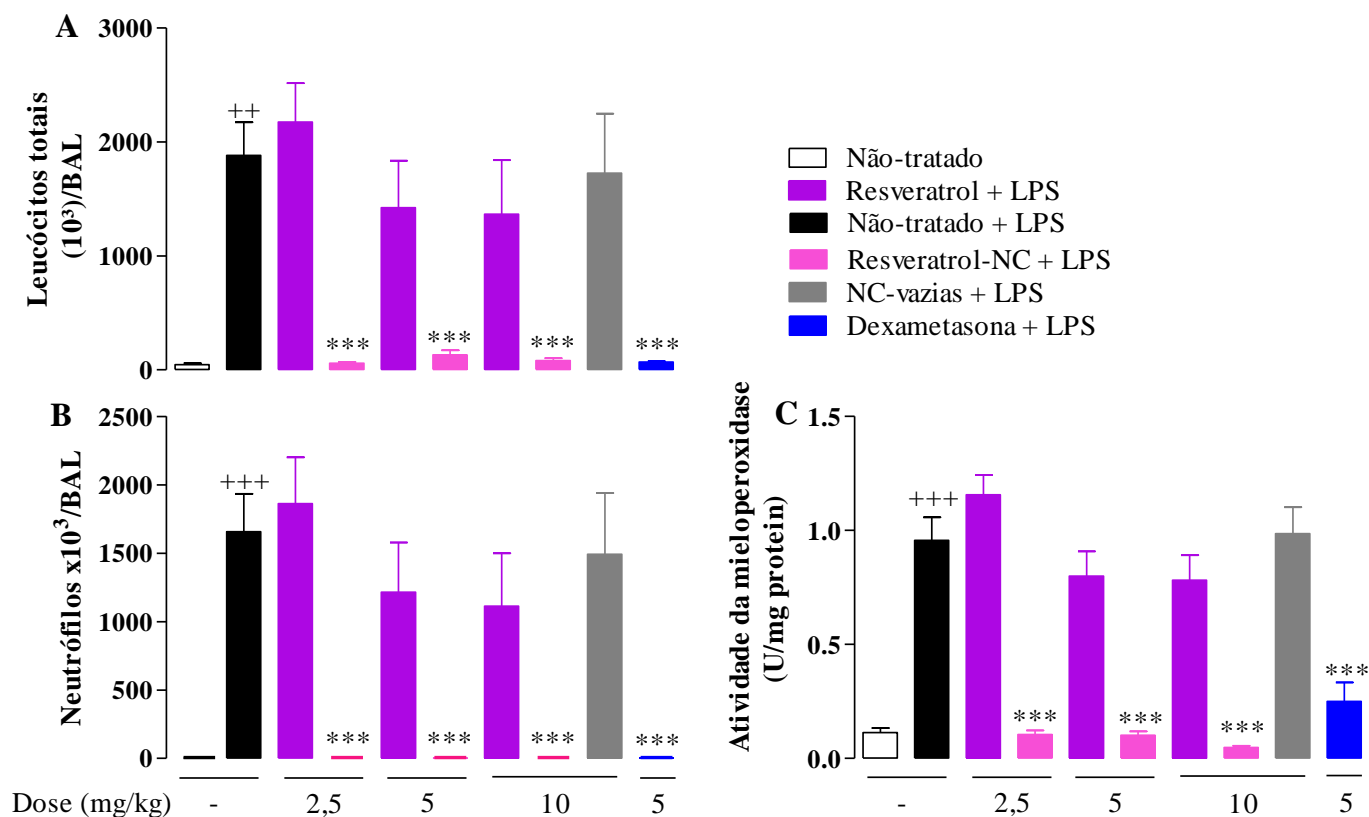 A
Leucócitos totais
(10³)/BAL
3000
2000
1000
0
++
***
***
***
***
Não-tratado
Resveratrol + LPS
Não-tratado + LPS
Resveratrol-NC + LPS
NC-vazias + LPS
Dexametasona + LPS
B
Neutrófilos x10³/BAL
2500
2000
1500
1000
500
0
+++
***
***
***
***
C
Atividade da mieloperoxidase
(U/mg protein)
1.5
1.0
0.5
0.0
+++
***
***
***
***
Dose (mg/kg) - 2,5 5 10 5
- 2,5 5 10 5